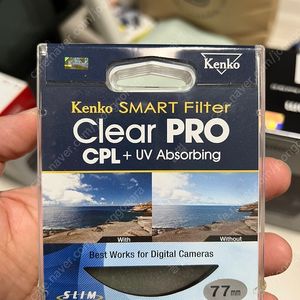 Kenko
Kenko SMART Filter
Clear PRO
CPL + UV Absorbing
With
Without
Best Works for Digital Cameras
SLIM
77mm